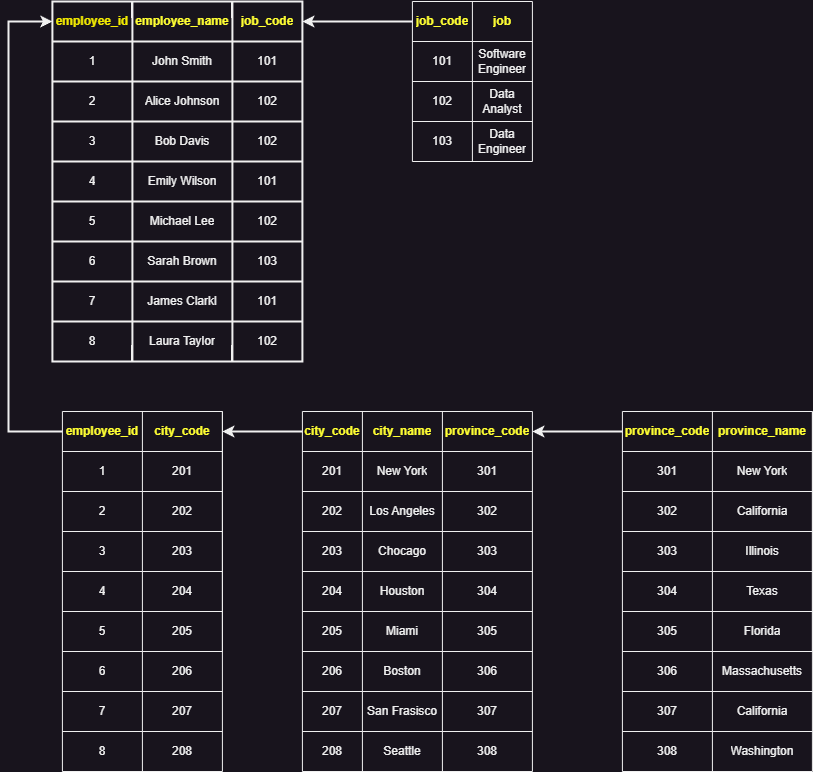 employee_id employee_name job_code
1 John Smith 101
2 Alice Johnson 102
3 Bob Davis 102
4 Emily Wilson 101
5 Michael Lee 102
6 Sarah Brown 103
7 James Clarkl 101
8 Laura Taylor 102
job_code job
101 Software
Engineer
102 Data
Analyst
103 Data
Engineer
employee_id city_code
1 201
2 202
3 203
4 204
5 205
6 206
7 207
8 208
city_code city_name province_code
201 New York 301
202 Los Angeles 302
203 Chocago 303
204 Houston 304
205 Miami 305
206 Boston 306
207 San Frasisco 307
208 Seattle 308
province_code province_name
301 New York
302 California
303 Illinois
304 Texas
305 Florida
306 Massachusetts
307 California
308 Washington